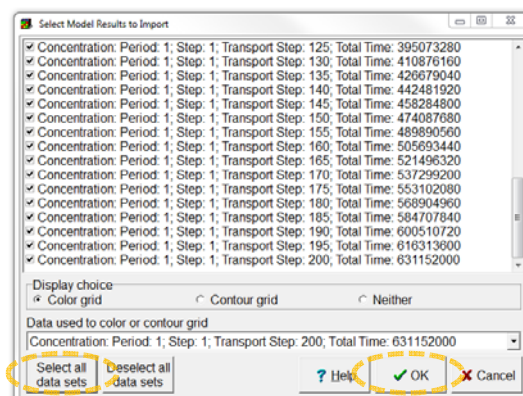 Select Model Results to Import
Concentration: Period: 1; Step: 1; Transport Step: 125; Total Time: 395073280
Concentration: Period: 1; Step: 1; Transport Step: 130; Total Time: 410876160
Concentration: Period: 1; Step: 1; Transport Step: 135; Total Time: 426679040
Concentration: Period: 1; Step: 1; Transport Step: 140; Total Time: 442481920
Concentration: Period: 1; Step: 1; Transport Step: 145; Total Time: 458284800
Concentration: Period: 1; Step: 1; Transport Step: 150; Total Time: 474087680
Concentration: Period: 1; Step: 1; Transport Step: 155; Total Time: 489890560
Concentration: Period: 1; Step: 1; Transport Step: 160; Total Time: 505693440
Concentration: Period: 1; Step: 1; Transport Step: 165; Total Time: 521496320
Concentration: Period: 1; Step: 1; Transport Step: 170; Total Time: 537299200
Concentration: Period: 1; Step: 1; Transport Step: 175; Total Time: 553102080
Concentration: Period: 1; Step: 1; Transport Step: 180; Total Time: 568904960
Concentration: Period: 1; Step: 1; Transport Step: 185; Total Time: 584707840
Concentration: Period: 1; Step: 1; Transport Step: 190; Total Time: 600510720
Concentration: Period: 1; Step: 1; Transport Step: 195; Total Time: 616313600
Concentration: Period: 1; Step: 1; Transport Step: 200; Total Time: 631152000
Display choice
Color grid Contour grid Neither
Data used to color or contour grid
Concentration: Period: 1; Step: 1; Transport Step: 200; Total Time: 631152000
Select all
data sets
Deselect all
data sets
? Help
OK
Cancel